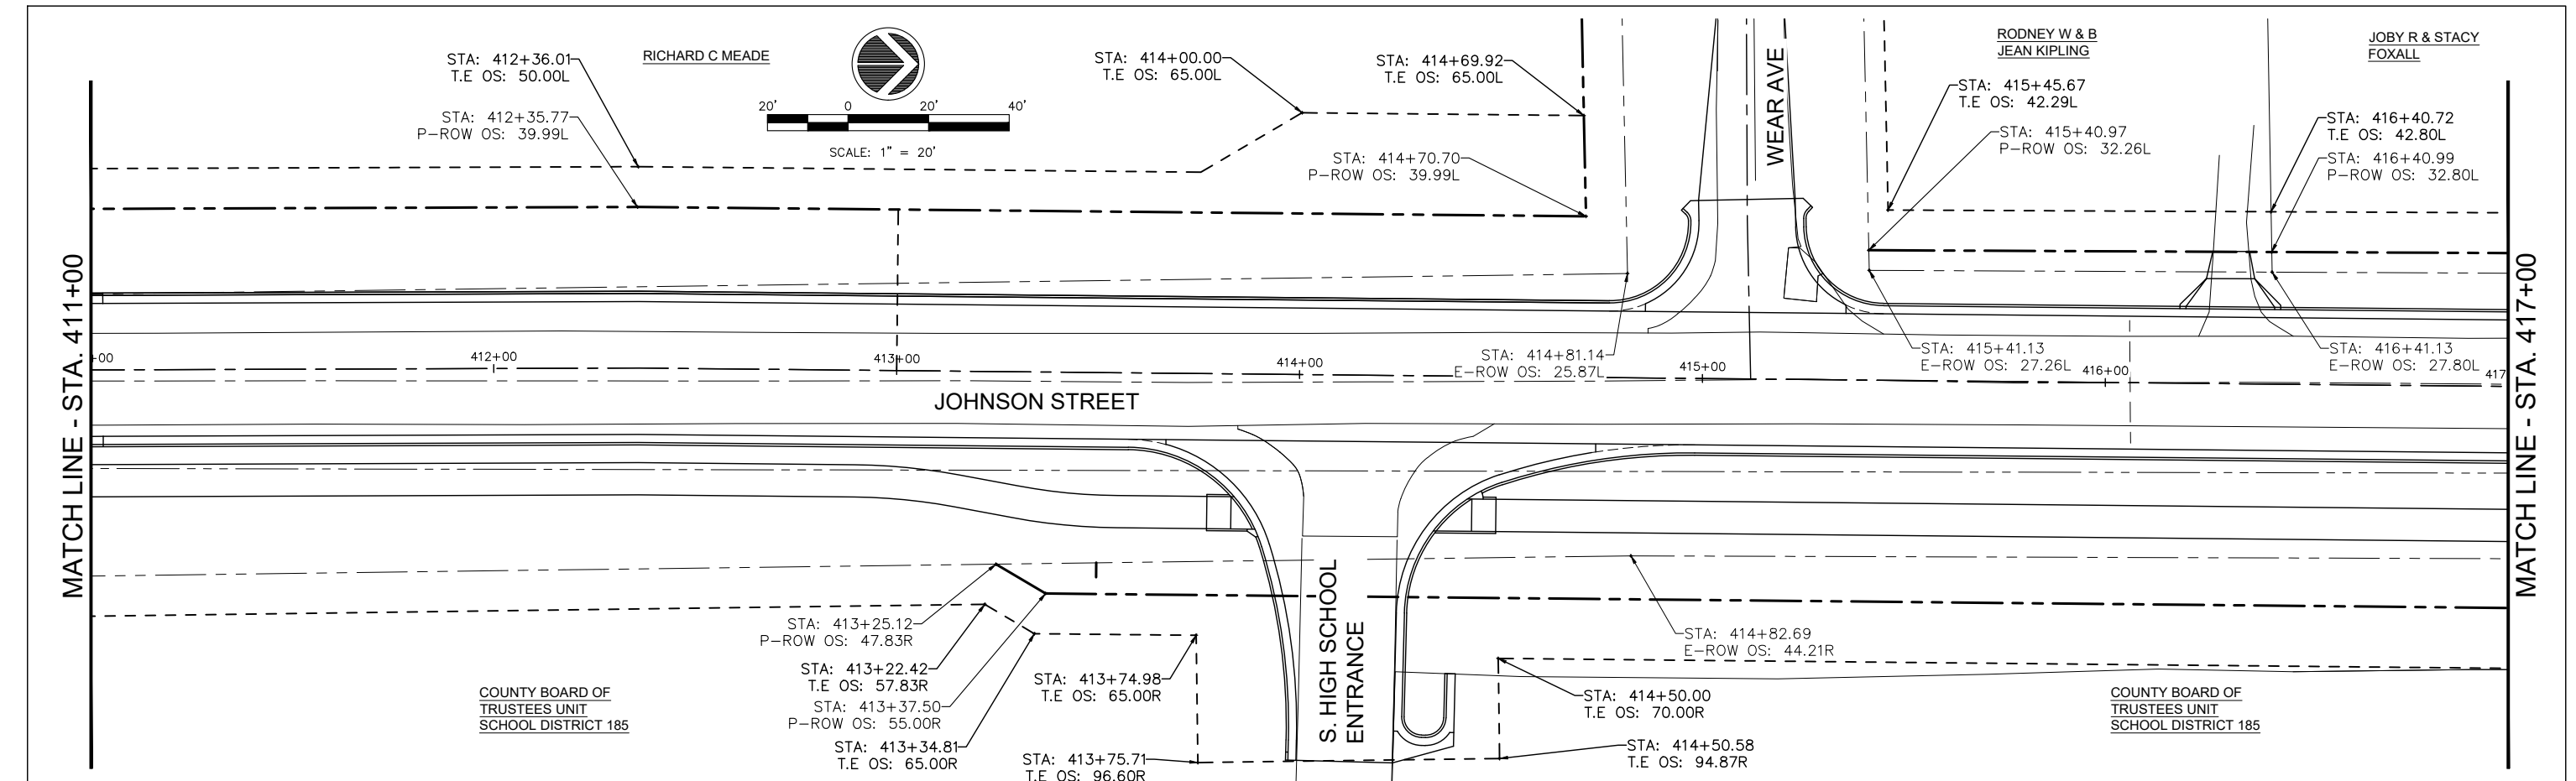 STA: 412+36.01
T.E OS: 50.00L
STA: 412+35.77
P-ROW OS: 39.99L
RICHARD C MEADE
20' 0 20' 40'
SCALE: 1" = 20'
STA: 414+00.00
T.E OS: 65.00L
STA: 414+69.92
T.E OS: 65.00L
STA: 414+70.70
P-ROW OS: 39.99L
WEAR AVE
RODNEY W & B
JEAN KIPLING
JOBY R & STACY
FOXALL
STA: 415+45.67
T.E OS: 42.29L
STA: 415+40.97
P-ROW OS: 32.26L
STA: 416+40.72
T.E OS: 42.80L
STA: 416+40.99
P-ROW OS: 32.80L
MATCH LINE - STA. 411+00
+00
412+00
413+00
414+00
STA: 414+81.14
E-ROW OS: 25.87L
415+00
STA: 415+41.13
E-ROW OS: 27.26L
416+00
STA: 416+41.13
E-ROW OS: 27.80L
417
MATCH LINE - STA. 417+00
JOHNSON STREET
STA: 413+25.12
P-ROW OS: 47.83R
STA: 413+22.42
T.E OS: 57.83R
STA: 413+37.50
P-ROW OS: 55.00R
STA: 413+34.81
T.E OS: 65.00R
STA: 413+74.98
T.E OS: 65.00R
STA: 413+75.71
T.E OS: 96.60R
S. HIGH SCHOOL
ENTRANCE
STA: 414+82.69
E-ROW OS: 44.21R
STA: 414+50.00
T.E OS: 70.00R
STA: 414+50.58
T.E OS: 94.87R
COUNTY BOARD OF
TRUSTEES UNIT
SCHOOL DISTRICT 185
COUNTY BOARD OF
TRUSTEES UNIT
SCHOOL DISTRICT 185